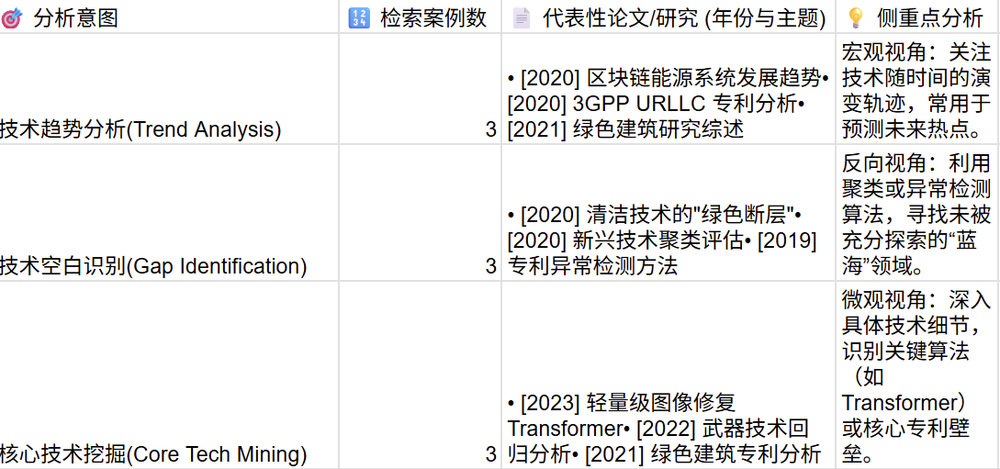 🎯 分析意图
🔢 检索案例数
📄 代表性论文/研究 (年份与主题)
💡 侧重点分析
技术趋势分析(Trend Analysis)
3
• [2020] 区块链能源系统发展趋势•
[2020] 3GPP URLLC 专利分析•
[2021] 绿色建筑研究综述
宏观视角：关注
技术随时间的演
变轨迹，常用于
预测未来热点。
技术空白识别(Gap Identification)
3
• [2020] 清洁技术的"绿色断层"•
[2020] 新兴技术聚类评估• [2019]
专利异常检测方法
反向视角：利用
聚类或异常检测
算法，寻找未被
充分探索的“蓝
海”领域。
核心技术挖掘(Core Tech Mining)
3
• [2023] 轻量级图像修复
Transformer• [2022] 武器技术回
归分析• [2021] 绿色建筑专利分析
微观视角：深入
具体技术细节，
识别关键算法
（如
Transformer）
或核心专利壁
垒。